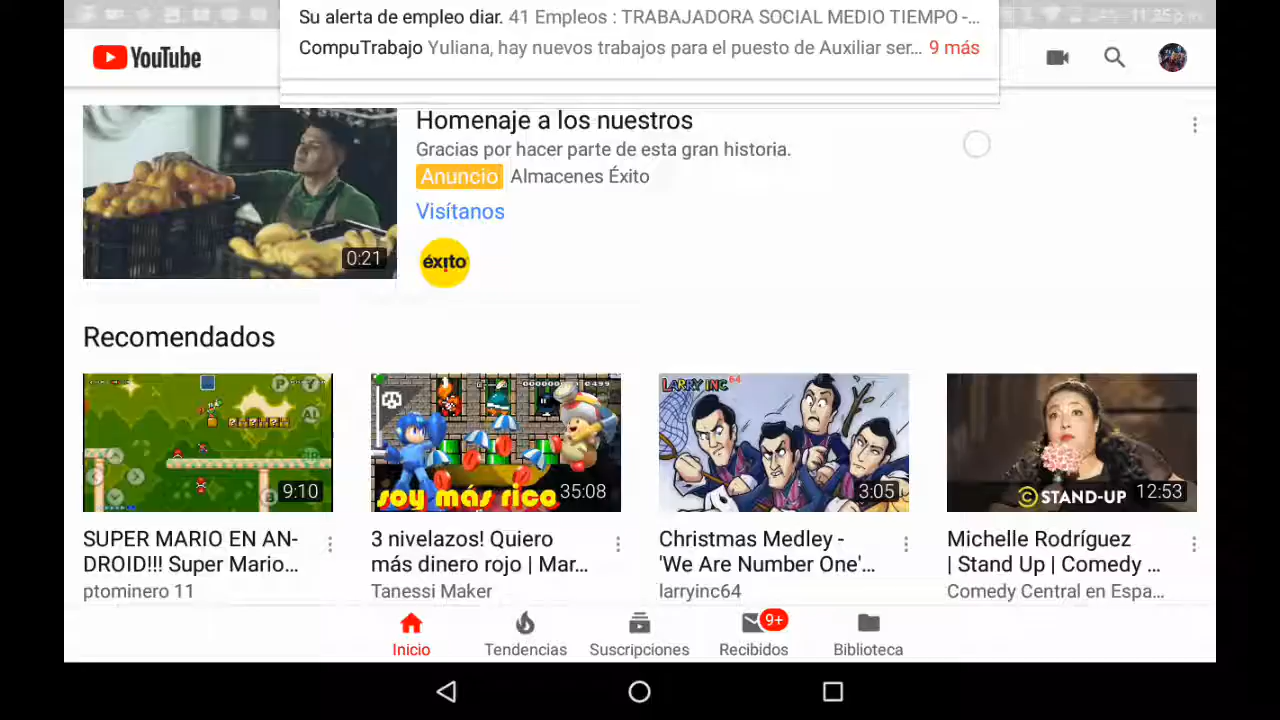 Su alerta de empleo diar. 41 Empleos : TRABAJADORA SOCIAL MEDIO TIEMPO -...
CompuTrabajo Yuliana, hay nuevos trabajos para el puesto de Auxiliar ser... 9 más
YouTube
Homenaje a los nuestros
Gracias por hacer parte de esta gran historia.
Anuncio Almacenes Éxito
Visítanos
0:21
éxito
Recomendados
9:10
soy más rico 35:08
LARRY INC 64
3:05
STAND-UP 12:53
SUPER MARIO EN AN-
DROID!!! Super Mario...
ptominero 11
3 nivelazos! Quiero
más dinero rojo | Mar...
Tanessi Maker
Christmas Medley -
'We Are Number One'...
larryinc64
Michelle Rodríguez
| Stand Up | Comedy ...
Comedy Central en Espa...
9+
Inicio Tendencias Suscripciones Recibidos Biblioteca